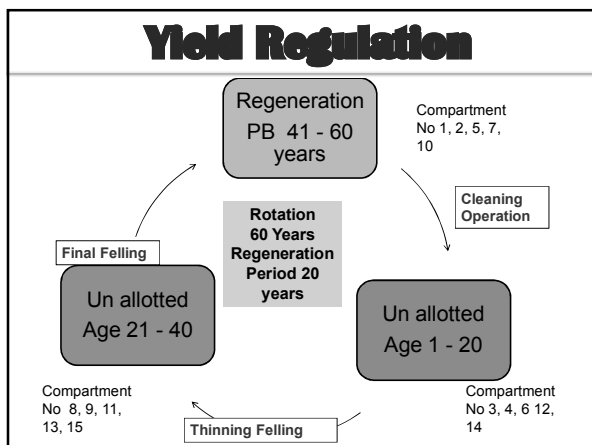 Yield Regulation
Regeneration
PB 41 - 60
years
Compartment
No 1, 2, 5, 7,
10
Cleaning
Operation
Rotation
60 Years
Regeneration
Period 20
years
Final Felling
Un allotted
Age 21 - 40
Un allotted
Age 1 - 20
Compartment
No 8, 9, 11,
13, 15
Thinning Felling
Compartment
No 3, 4, 6 12,
14